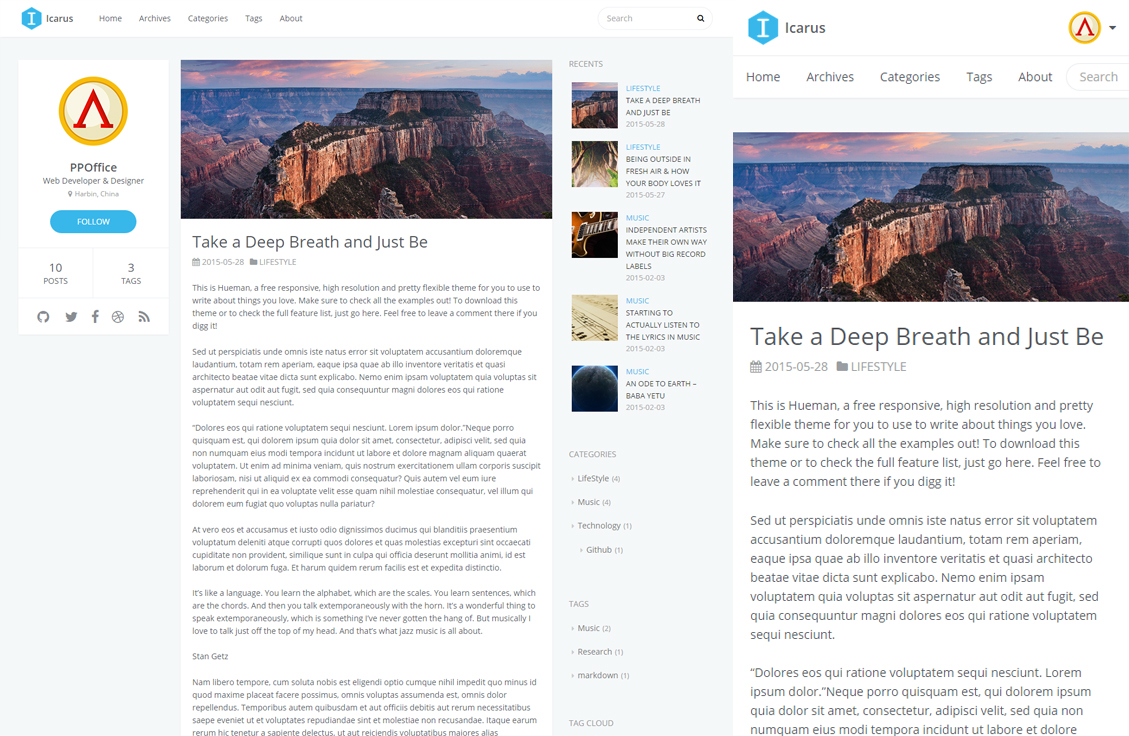 Icarus
Home
Archives
Categories
Tags
About
Search
PPOffice
Web Developer & Designer
Harbin, China
FOLLOW
10
POSTS
3
TAGS
Take a Deep Breath and Just Be
2015-05-28 LIFESTYLE
This is Hueman, a free responsive, high resolution and pretty flexible theme for you to use to
write about things you love. Make sure to check all the examples out! To download this
theme or to check the full feature list, just go here. Feel free to leave a comment there if you
digg it!
Sed ut perspiciatis unde omnis iste natus error sit voluptatem accusantium doloremque
laudantium, totam rem aperiam, eaque ipsa quae ab illo inventore veritatis et quasi
architecto beatae vitae dicta sunt explicabo. Nemo enim ipsam voluptatem quia voluptas sit
aspernatur aut odit aut fugit, sed quia consequuntur magni dolores eos qui ratione
voluptatem sequi nesciunt.
“Dolores eos qui ratione voluptatem sequi nesciunt. Lorem ipsum dolor.”Neque porro
quisquam est, qui dolorem ipsum quia dolor sit amet, consectetur, adipisci velit, sed quia
non numquam eius modi tempora incidunt ut labore et dolore magnam aliquam quaerat
voluptatem. Ut enim ad minima veniam, quis nostrum exercitationem ullam corporis suscipit
laboriosam, nisi ut aliquid ex ea commodi consequatur? Quis autem vel eum iure
reprehenderit qui in ea voluptate velit esse quam nihil molestiae consequatur, vel illum qui
dolorem eum fugiat quo voluptas nulla pariatur?
At vero eos et accusamus et iusto odio dignissimos ducimus qui blanditiis praesentium
voluptatum deleniti atque corrupti quos dolores et quas molestias excepturi sint occaecati
cupiditate non provident, similique sunt in culpa qui officia deserunt mollitia animi, id est
laborum et dolorum fuga. Et harum quidem rerum facilis est et expedita distinctio.
It’s like a language. You learn the alphabet, which are the scales. You learn sentences, which
are the chords. And then you talk extemporaneously with the horn. It’s a wonderful thing to
speak extemporaneously, which is something I’ve never gotten the hang of. But musically I
love to talk just off the top of my head. And that’s what jazz music is all about.
Stan Getz
Nam libero tempore, cum soluta nobis est eligendi optio cumque nihil impedit quo minus id
quod maxime placeat facere possimus, omnis voluptas assumenda est, omnis dolor
repellendus. Temporibus autem quibusdam et aut officiis debitis aut rerum necessitatibus
saepe eveniet ut et voluptates repudiandae sint et molestiae non recusandae. Itaque earum
rerum hic tenetur a sapiente delectus, ut aut reiciendis voluptatibus maiores alias
RECENTS
LIFESTYLE
TAKE A DEEP BREATH
AND JUST BE
2015-05-28
LIFESTYLE
BEING OUTSIDE IN
FRESH AIR & HOW
YOUR BODY LOVES IT
2015-05-27
MUSIC
INDEPENDENT ARTISTS
MAKE THEIR OWN WAY
WITHOUT BIG RECORD
LABELS
2015-02-03
MUSIC
STARTING TO
ACTUALLY LISTEN TO
THE LYRICS IN MUSIC
2015-02-03
MUSIC
AN ODE TO EARTH –
BABA YETU
2015-02-03
CATEGORIES
› LifeStyle (4)
› Music (4)
› Technology (1)
› Github (1)
TAGS
› Music (2)
› Research (1)
› markdown (1)
TAG CLOUD
Icarus
Home
Archives
Categories
Tags
About
Search
Take a Deep Breath and Just Be
2015-05-28 LIFESTYLE
This is Hueman, a free responsive, high resolution and pretty
flexible theme for you to use to write about things you love.
Make sure to check all the examples out! To download this
theme or to check the full feature list, just go here. Feel free to
leave a comment there if you digg it!
Sed ut perspiciatis unde omnis iste natus error sit voluptatem
accusantium doloremque laudantium, totam rem aperiam,
eaque ipsa quae ab illo inventore veritatis et quasi architecto
beatae vitae dicta sunt explicabo. Nemo enim ipsam
voluptatem quia voluptas sit aspernatur aut odit aut fugit, sed
quia consequuntur magni dolores eos qui ratione voluptatem
sequi nesciunt.
“Dolores eos qui ratione voluptatem sequi nesciunt. Lorem
ipsum dolor.”Neque porro quisquam est, qui dolorem ipsum
quia dolor sit amet, consectetur, adipisci velit, sed quia non
numquam eius modi tempora incidunt ut labore et dolore